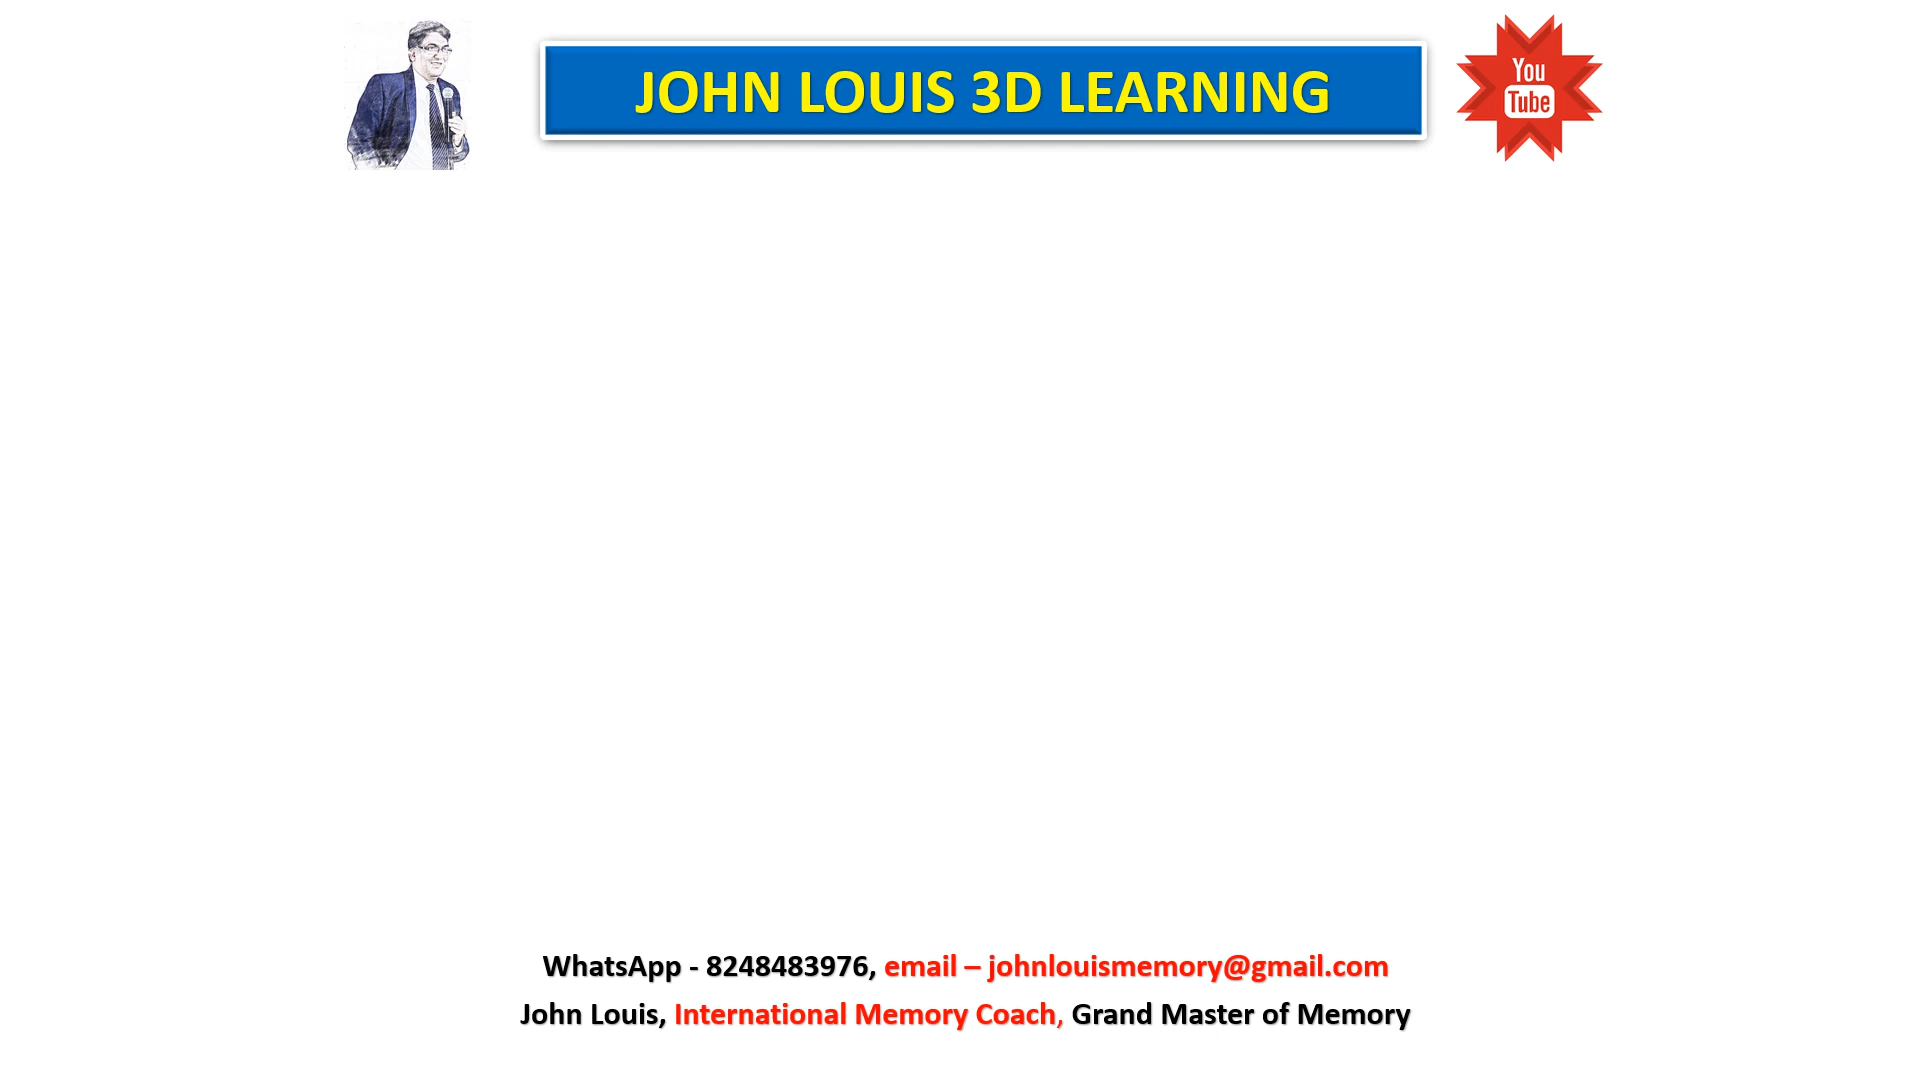 JOHN LOUIS 3D LEARNING
You
Tube
WhatsApp - 8248483976, email – johnlouismemory@gmail.com
John Louis, International Memory Coach, Grand Master of Memory